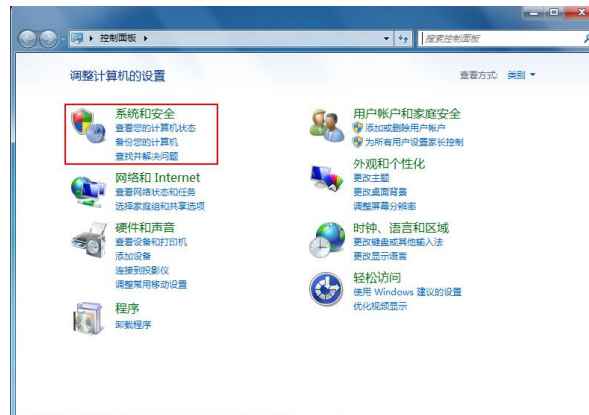 控制面板
搜索控制面板
调整计算机的设置
查看方式: 类别
系统和安全
查看您的计算机状态
备份您的计算机
查找并解决问题
网络和 Internet
查看网络状态和任务
选择家庭组和共享选项
硬件和声音
查看设备和打印机
添加设备
连接到投影仪
调整常用移动设置
程序
卸载程序
用户帐户和家庭安全
添加或删除用户帐户
为所有用户设置家长控制
外观和个性化
更改主题
更改桌面背景
调整屏幕分辨率
时钟、语言和区域
更改键盘或其他输入法
更改显示语言
轻松访问
使用 Windows 建议的设置
优化视频显示